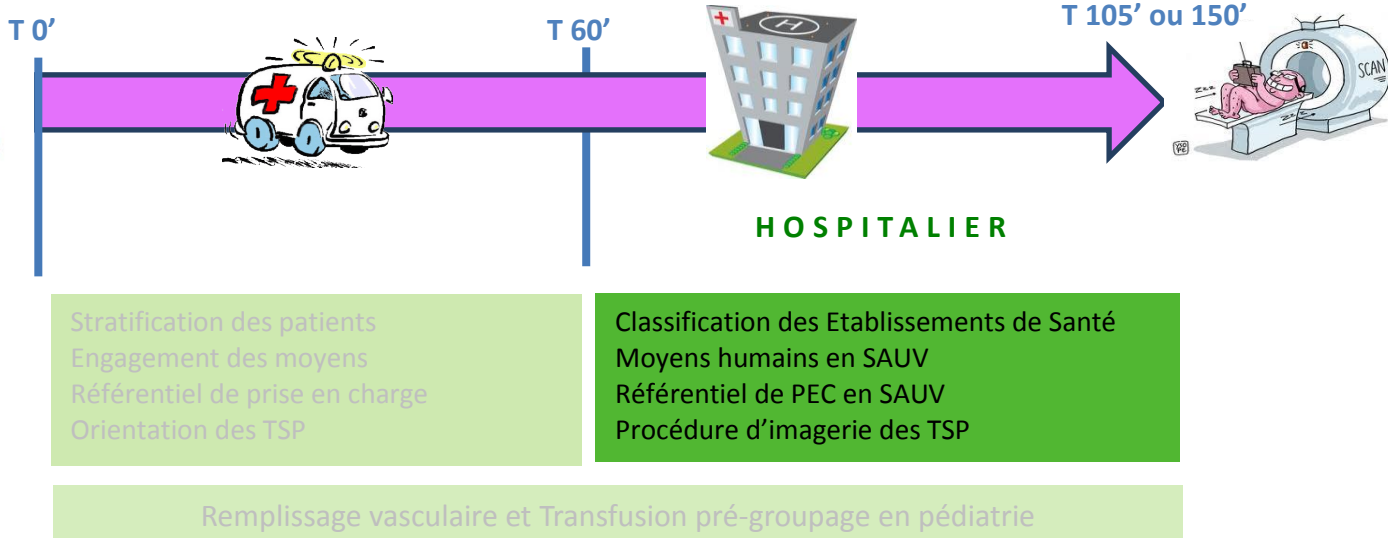 T 0’
T 60’
T 105’ ou 150’
H
SCAN
ZZZ
ZZZ
H O S P I T A L I E R
Stratification des patients
Engagement des moyens
Référentiel de prise en charge
Orientation des TSP
Classification des Etablissements de Santé
Moyens humains en SAUV
Référentiel de PEC en SAUV
Procédure d’imagerie des TSP
Remplissage vasculaire et Transfusion pré-groupage en pédiatrie